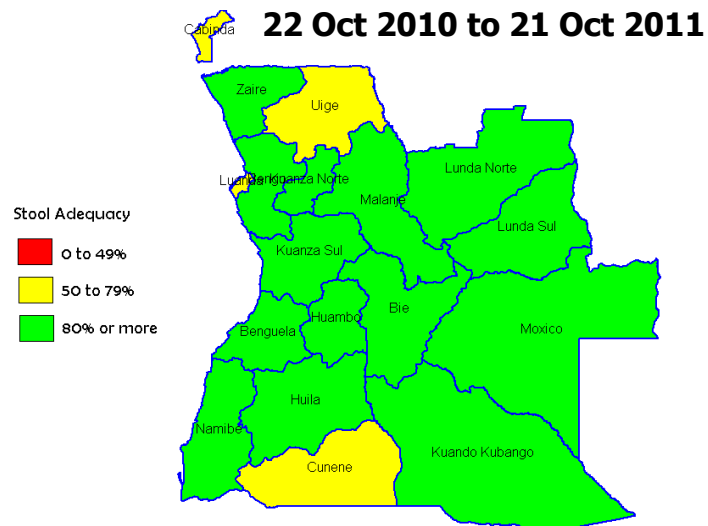 22 Oct 2010 to 21 Oct 2011
Cabinda
Zaire
Uige
Luanda
Kuanza Norte
Malanje
Lunda Norte
Lunda Sul
Stool Adequacy
0 to 49%
50 to 79%
80% or more
Kuanza Sul
Bie
Huambo
Benguela
Moxico
Huila
Namibe
Cunene
Kuando Kubango